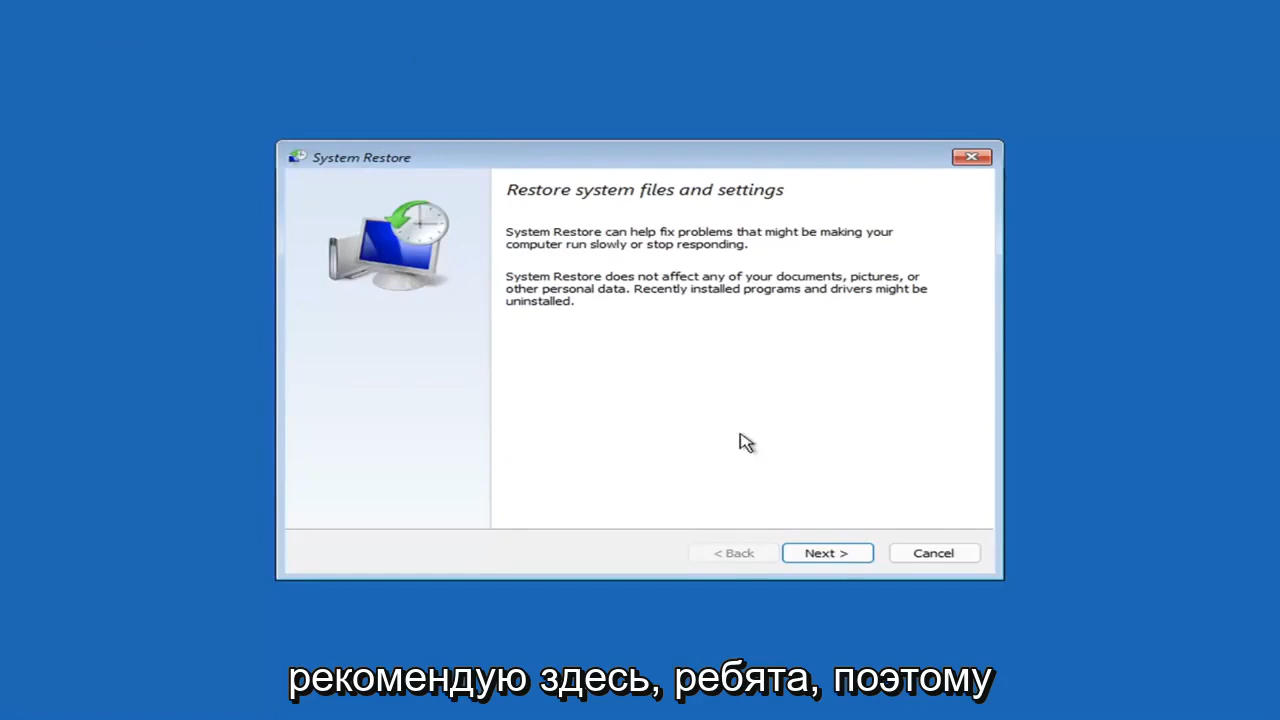 System Restore
Restore system files and settings
System Restore can help fix problems that might be making your
computer run slowly or stop responding.
System Restore does not affect any of your documents, pictures, or
other personal data. Recently installed programs and drivers might be
uninstalled.
< Back Next > Cancel
рекомендую здесь, ребята, поэтому